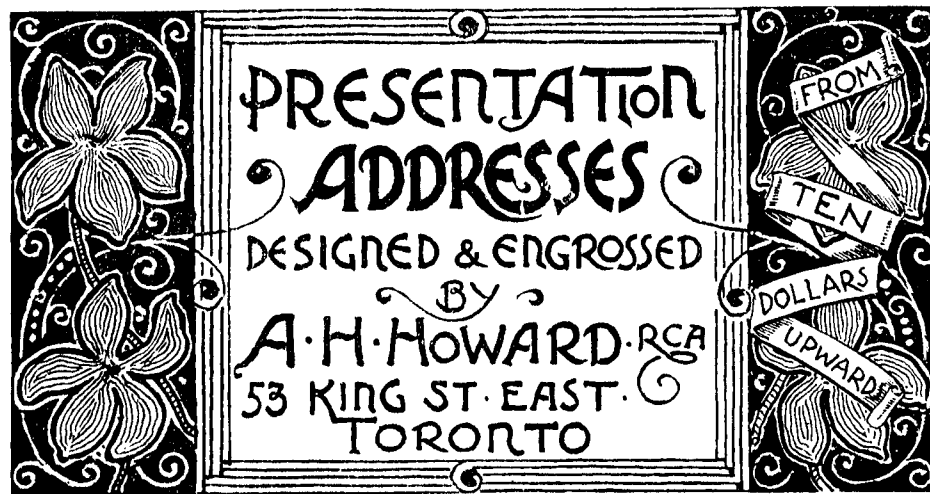 PRESENTATION
ADDRESSES
DESIGNED & ENGROSSED
BY
A·H·HOWARD·RCA
53 KING ST·EAST·
TORONTO
FROM
TEN
DOLLARS
UPWARDS